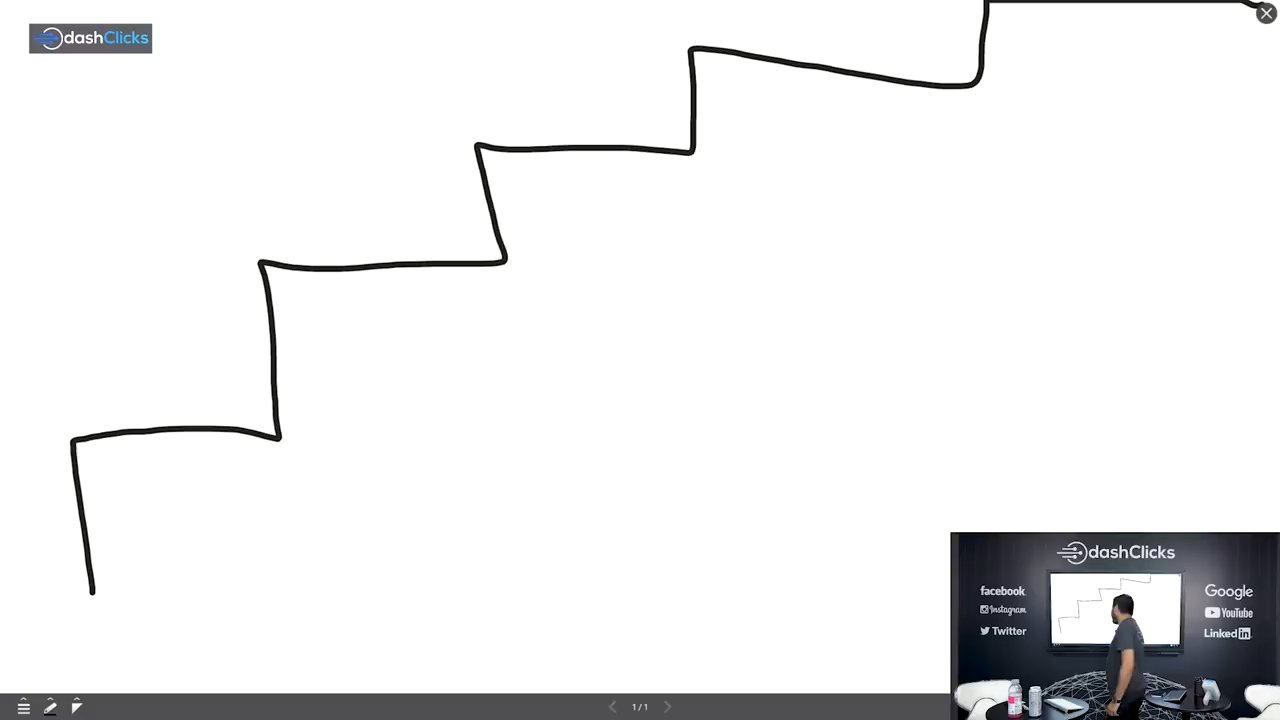 dashClicks
1/1
dashClicks
facebook.
Instagram
Twitter
Google
YouTube
Linked in